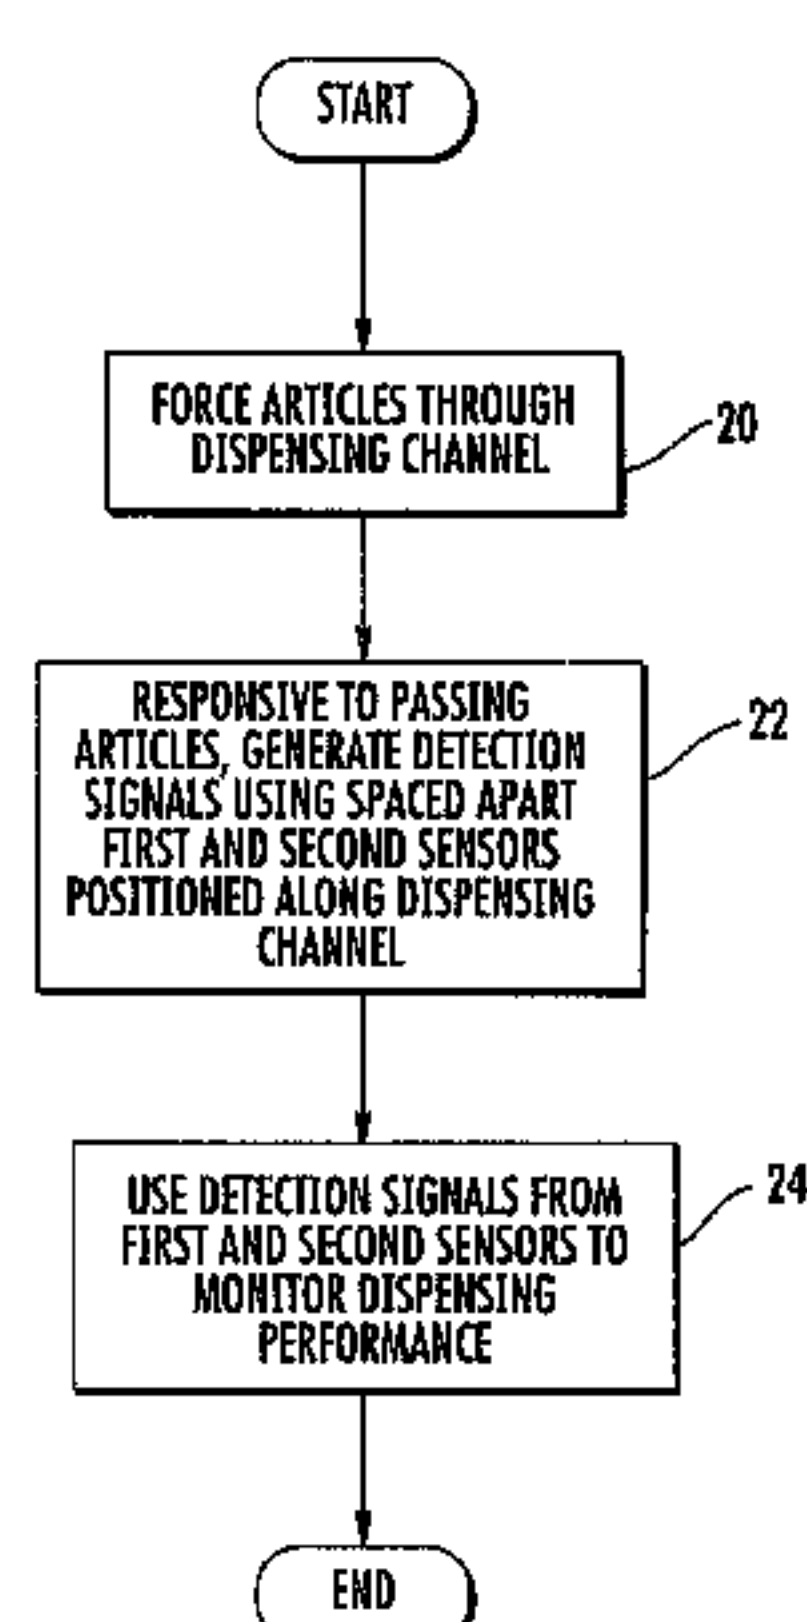 START
FORCE ARTICLES THROUGH
DISPENSING CHANNEL
20
RESPONSIVE TO PASSING
ARTICLES, GENERATE DETECTION
SIGNALS USING SPACED APART
FIRST AND SECOND SENSORS
POSITIONED ALONG DISPENSING
CHANNEL
22
USE DETECTION SIGNALS FROM
FIRST AND SECOND SENSORS TO
MONITOR DISPENSING
PERFORMANCE
24
END